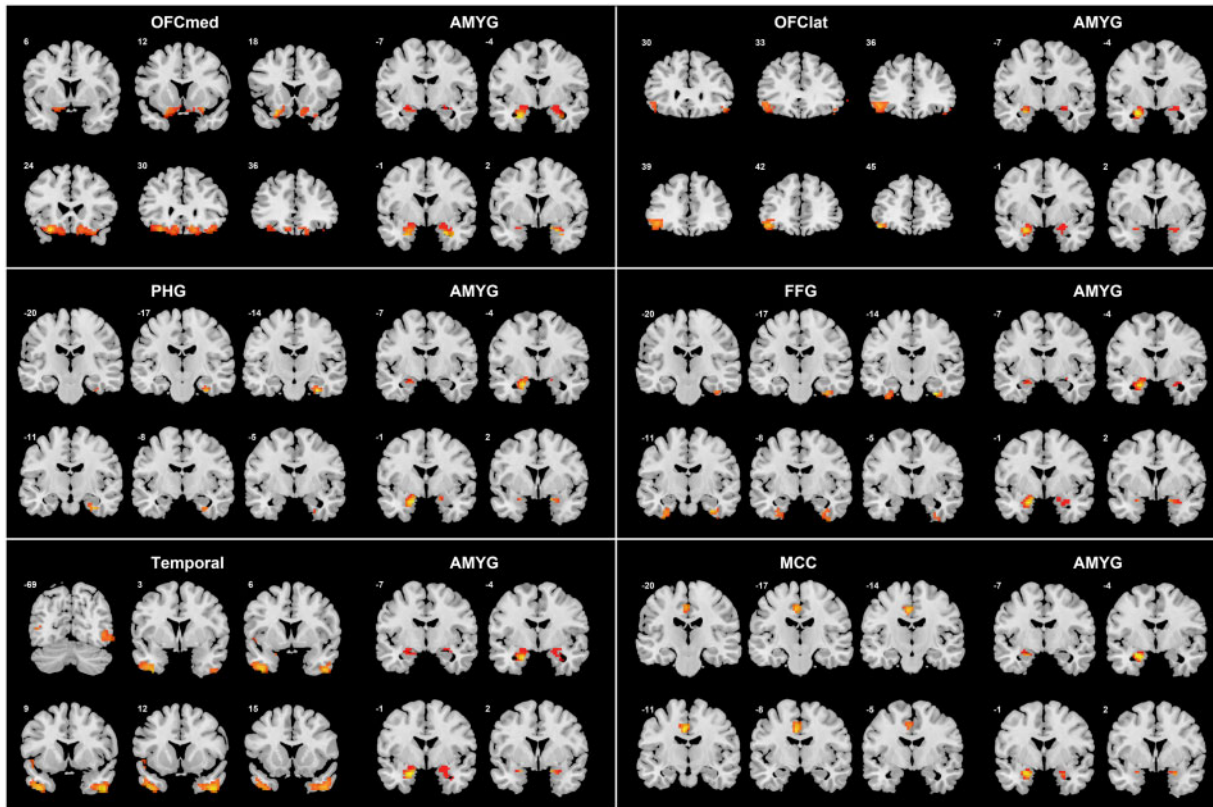 OFCmed AMYG
6 12 18 -7 -4
24 30 36 -1 2
OFClat AMYG
30 33 36 -7 -4
39 42 45 -1 2
PHG AMYG
-20 -17 -14 -7 -4
-11 -8 -5 -1 2
FFG AMYG
-20 -17 -14 -7 -4
-11 -8 -5 -1 2
Temporal AMYG
-69 3 6 -7 -4
9 12 15 -1 2
MCC AMYG
-20 -17 -14 -7 -4
-11 -8 -5 -1 2